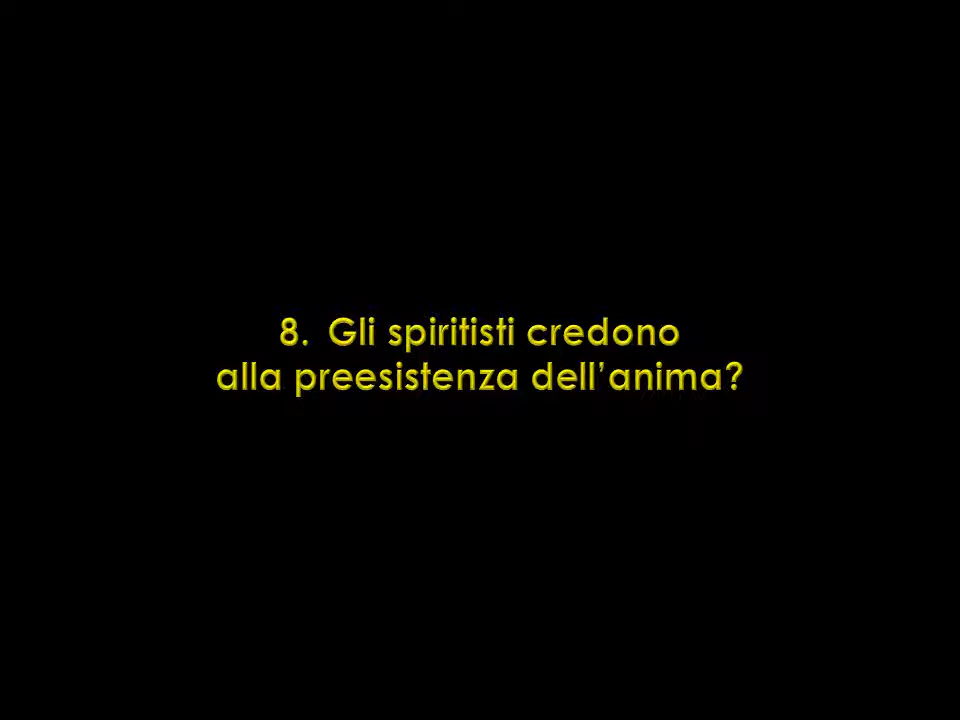 8. Gli spiritisti credono
alla preesistenza dell’anima?